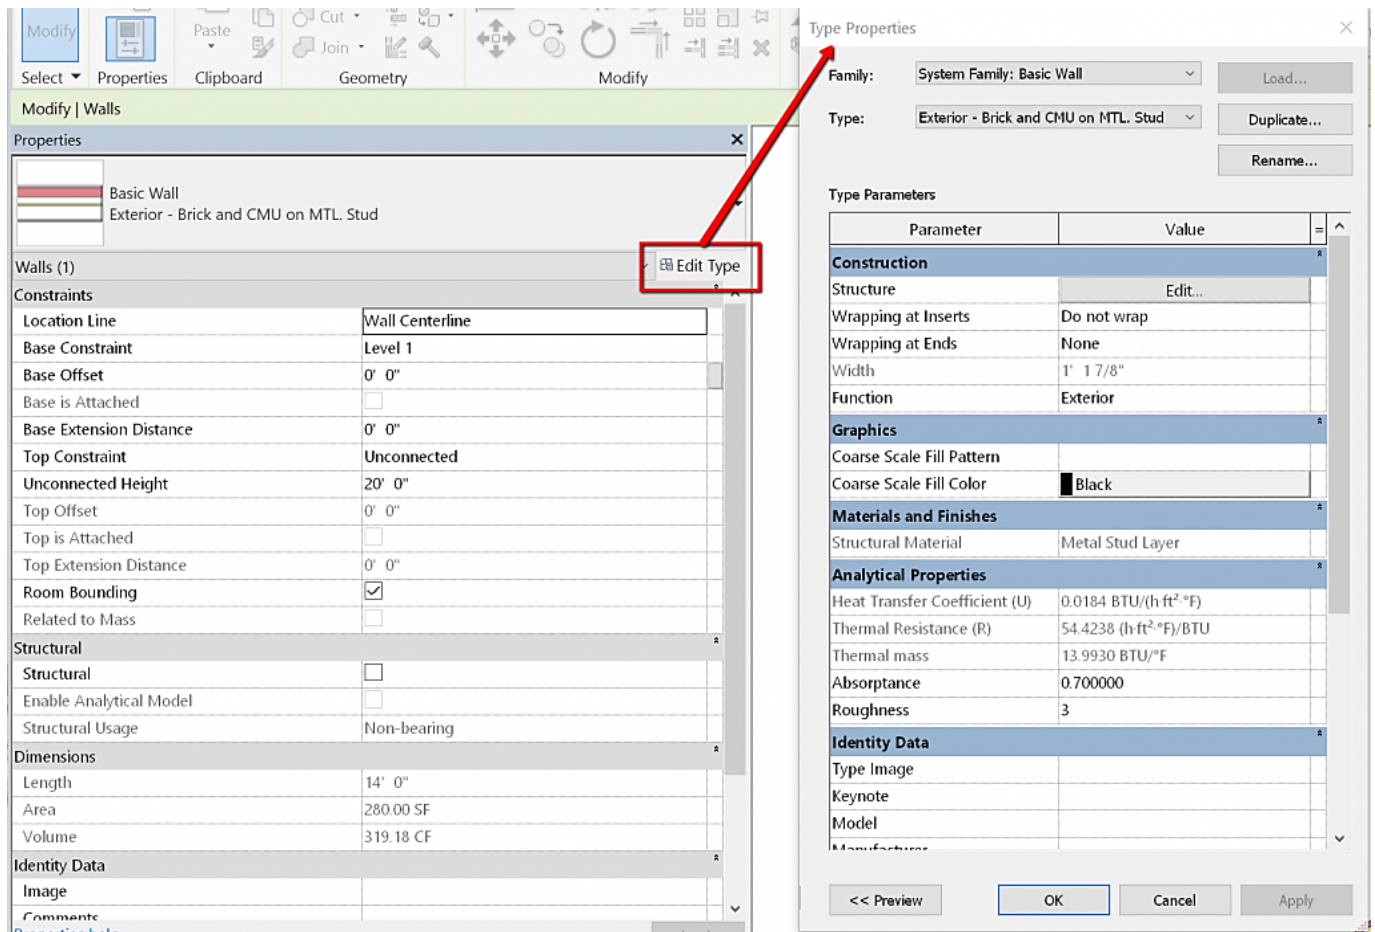 Modify
Paste
Cut
Join
Select
Properties
Clipboard
Geometry
Modify
Modify | Walls
Properties
Basic Wall
Exterior - Brick and CMU on MTL. Stud
Walls (1)
Edit Type
Constraints
Location Line Wall Centerline
Base Constraint Level 1
Base Offset 0' 0"
Base is Attached
Base Extension Distance 0' 0"
Top Constraint Unconnected
Unconnected Height 20' 0"
Top Offset 0' 0"
Top is Attached
Top Extension Distance 0' 0"
Room Bounding
Related to Mass
Structural
Structural
Enable Analytical Model
Structural Usage Non-bearing
Dimensions
Length 14' 0"
Area 280.00 SF
Volume 319.18 CF
Identity Data
Image
Comments
Properties help
Type Properties
Family: System Family: Basic Wall Load...
Type: Exterior - Brick and CMU on MTL. Stud Duplicate...
Rename...
Type Parameters
Parameter Value =
Construction
Structure Edit...
Wrapping at Inserts Do not wrap
Wrapping at Ends None
Width 1' 1 7/8"
Function Exterior
Graphics
Coarse Scale Fill Pattern
Coarse Scale Fill Color Black
Materials and Finishes
Structural Material Metal Stud Layer
Analytical Properties
Heat Transfer Coefficient (U) 0.0184 BTU/(h·ft²·°F)
Thermal Resistance (R) 54.4238 (h·ft²·°F)/BTU
Thermal mass 13.9930 BTU/°F
Absorptance 0.700000
Roughness 3
Identity Data
Type Image
Keynote
Model
Manufacturer
<< Preview OK Cancel Apply